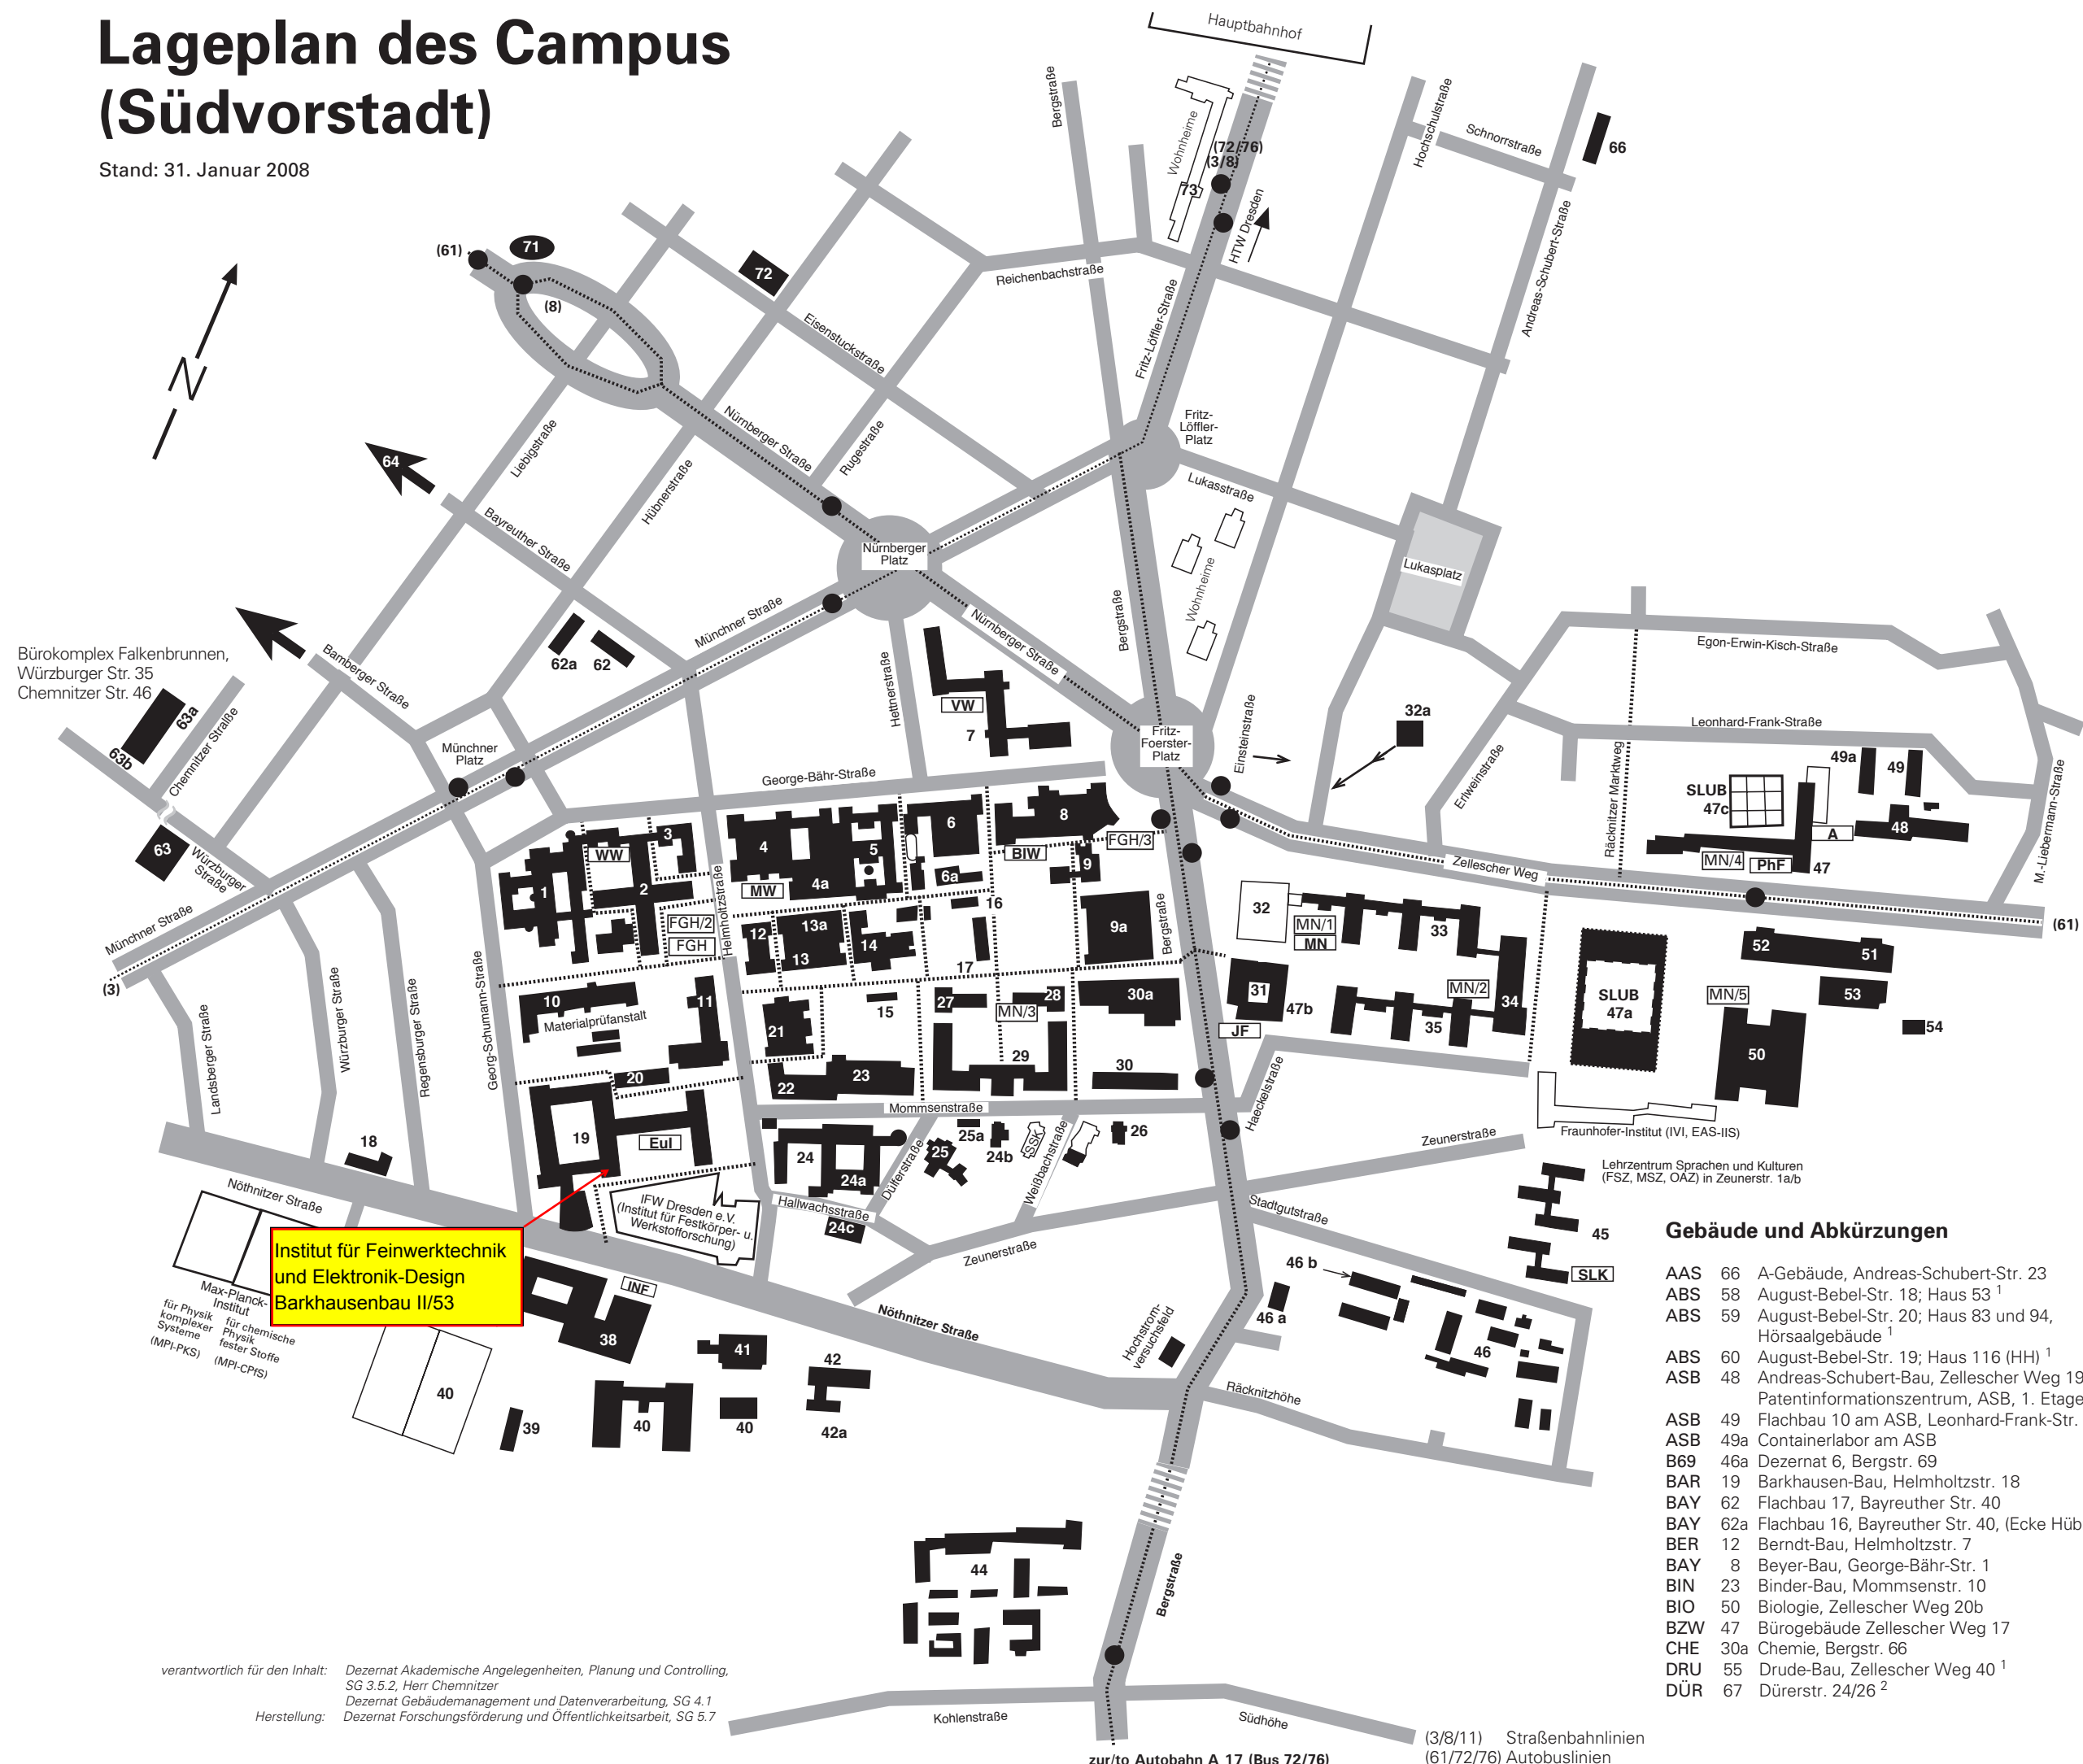 Lageplan des Campus
(Südvorstadt)
Stand: 31. Januar 2008
Hauptbahnhof
Bergstraße
Wohnheime
(72/76)
(3/8)
73
HTW Dresden
Hochschulstraße
Schnorrstraße
66
Andreas-Schubert-Straße
N
(61)
71
(8)
72
Reichenbachstraße
Eisenstuckstraße
Fritz-Löffler-Straße
Fritz-
Löffler-
Platz
Nürnberger Straße
Rugestraße
Liebigstraße
Hübnerstraße
64
Bayreuther Straße
Lukasstraße
Wohnheime
Lukasplatz
Nürnberger
Platz
Münchner Straße
Nürnberger Straße
Bergstraße
Egon-Erwin-Kisch-Straße
Bürokomplex Falkenbrunnen,
Würzburger Str. 35
Chemnitzer Str. 46
Bamberger Straße
62a
62
Hettnerstraße
VW
7
63a
63b
Chemnitzer Straße
Münchner
Platz
Fritz-
Foerster-
Platz
Einsteinstraße
32a
Leonhard-Frank-Straße
Erlweinstraße
Räcknitzer Marktweg
George-Bähr-Straße
49a
49
SLUB
47c
48
A
MN/4
PhF
47
M.-Liebermann-Straße
63
Würzburger
Straße
WW
3
4
5
6
8
BIW
FGH/3
9
Zellescher Weg
(61)
1
2
MW
4a
6a
16
Helmholtzstraße
FGH/2
FGH
12
13a
13
14
17
9a
Bergstraße
32
MN/1
MN
33
MN/2
34
52
51
Münchner Straße
(3)
Landsberger Straße
Würzburger Straße
Regensburger Straße
Georg-Schumann-Straße
10
Materialprüfanstalt
11
21
15
27
28
MN/3
30a
31
47b
JF
35
SLUB
47a
MN/5
53
54
50
20
22
23
29
30
Mommsenstraße
Haeckelstraße
Fraunhofer-Institut (IVI, EAS-IIS)
19
EuI
18
24
24a
25
25a
24b
SSK
26
Dülferstraße
Weißbachstraße
Zeunerstraße
Lehrzentrum Sprachen und Kulturen
(FSZ, MSZ, OAZ) in Zeunerstr. 1a/b
45
SLK
Nöthnitzer Straße
IFW Dresden e.V.
(Institut für Festkörper- u.
Werkstofforschung)
Hallwachsstraße
24c
Zeunerstraße
Stadtgutstraße
Institut für Feinwerktechnik
und Elektronik-Design
Barkhausenbau II/53
Max-Planck-
Institut
für Physik
komplexer
Systeme
(MPI-PKS)
für chemische
Physik
fester Stoffe
(MPI-CPfS)
INF
38
Nöthnitzer Straße
Hochstrom-
versuchsfeld
46 b
46 a
46
41
42
42a
40
39
40
40
Räcknitzhöhe
44
Bergstraße
Kohlenstraße
Südhöhe
zur/to Autobahn A 17 (Bus 72/76)
Gebäude und Abkürzungen
AAS 66 A-Gebäude, Andreas-Schubert-Str. 23
ABS 58 August-Bebel-Str. 18; Haus 53 1
ABS 59 August-Bebel-Str. 20; Haus 83 und 94,
Hörsaalgebäude 1
ABS 60 August-Bebel-Str. 19; Haus 116 (HH) 1
ASB 48 Andreas-Schubert-Bau, Zellescher Weg 19
Patentinformationszentrum, ASB, 1. Etage
ASB 49 Flachbau 10 am ASB, Leonhard-Frank-Str.
ASB 49a Containerlabor am ASB
B69 46a Dezernat 6, Bergstr. 69
BAR 19 Barkhausen-Bau, Helmholtzstr. 18
BAY 62 Flachbau 17, Bayreuther Str. 40
BAY 62a Flachbau 16, Bayreuther Str. 40, (Ecke Hüb
BER 12 Berndt-Bau, Helmholtzstr. 7
BAY 8 Beyer-Bau, George-Bähr-Str. 1
BIN 23 Binder-Bau, Mommsenstr. 10
BIO 50 Biologie, Zellescher Weg 20b
BZW 47 Bürogebäude Zellescher Weg 17
CHE 30a Chemie, Bergstr. 66
DRU 55 Drude-Bau, Zellescher Weg 40 1
DÜR 67 Dürerstr. 24/26 2
verantwortlich für den Inhalt: Dezernat Akademische Angelegenheiten, Planung und Controlling,
SG 3.5.2, Herr Chemnitzer
Dezernat Gebäudemanagement und Datenverarbeitung, SG 4.1
Herstellung: Dezernat Forschungsförderung und Öffentlichkeitsarbeit, SG 5.7
(3/8/11) Straßenbahnlinien
(61/72/76) Autobuslinien